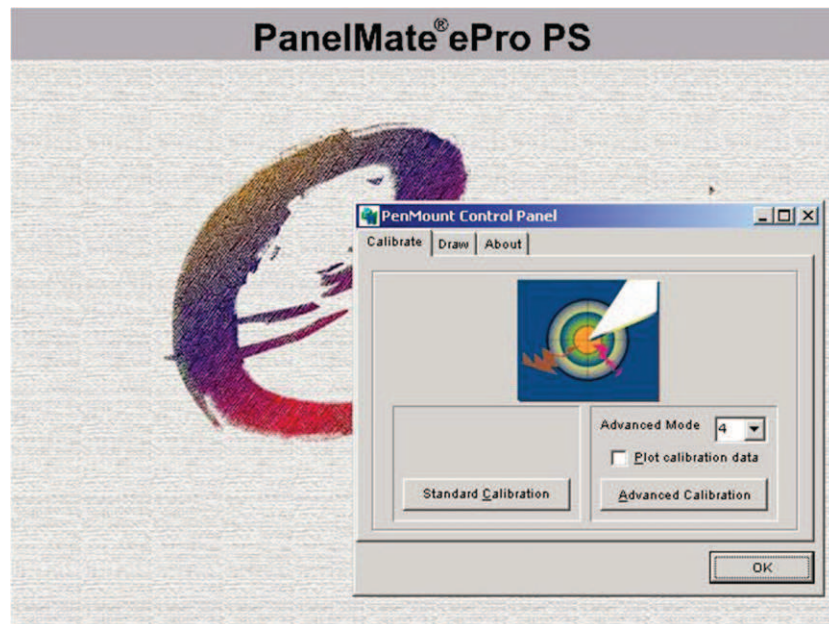 PanelMate® ePro PS
PenMount Control Panel
Calibrate Draw About
Advanced Mode 4
Plot calibration data
Standard Calibration Advanced Calibration
OK